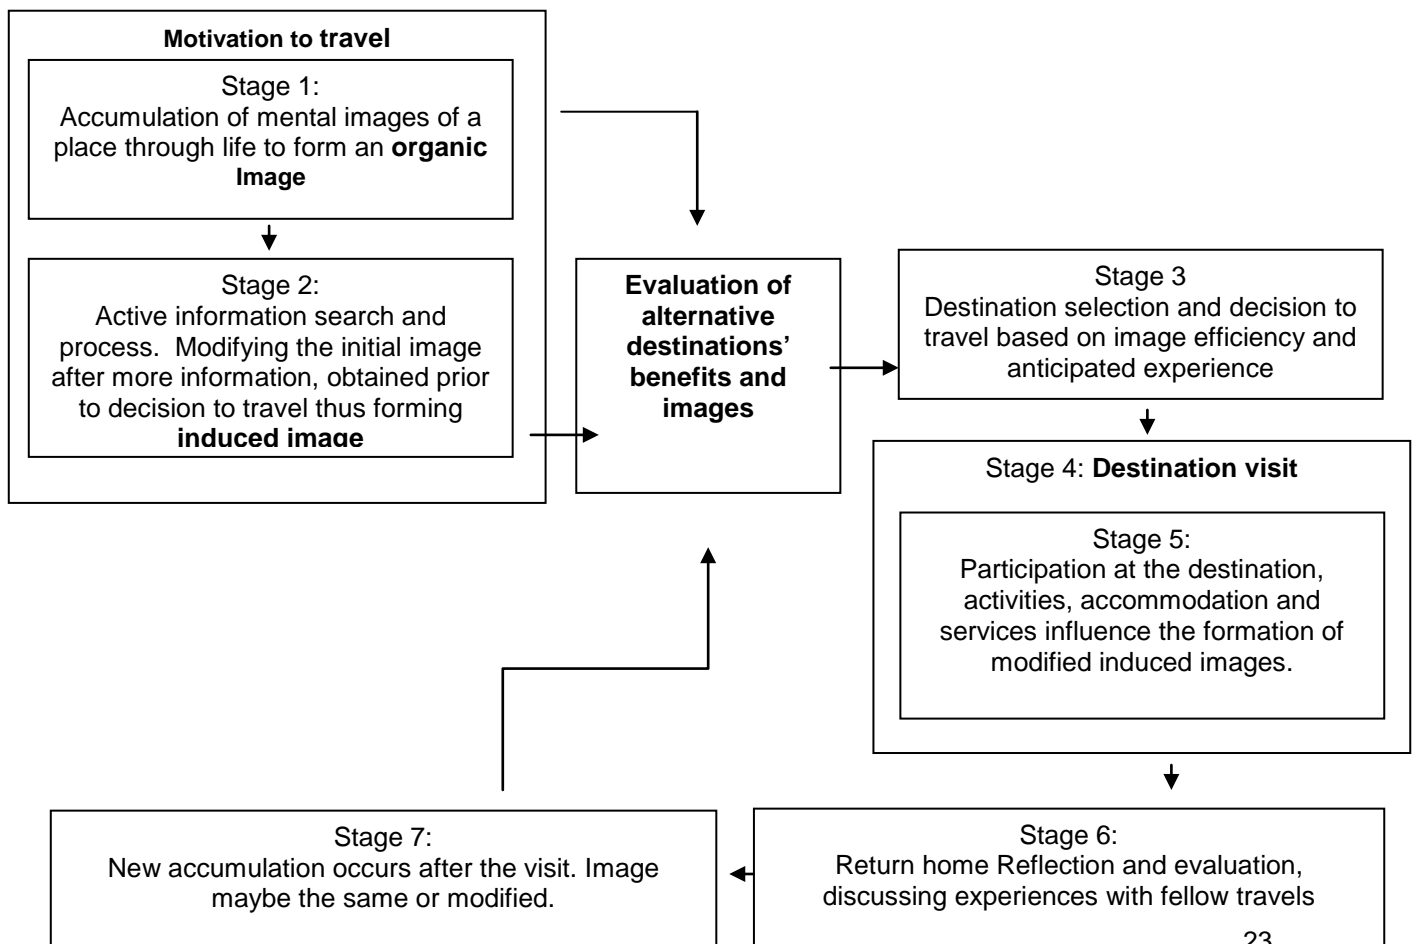 Motivation to travel
Stage 1:
Accumulation of mental images of a
place through life to form an organic
Image
Stage 2:
Active information search and
process. Modifying the initial image
after more information, obtained prior
to decision to travel thus forming
induced image
Evaluation of
alternative
destinations’
benefits and
images
Stage 3
Destination selection and decision to
travel based on image efficiency and
anticipated experience
Stage 4: Destination visit
Stage 5:
Participation at the destination,
activities, accommodation and
services influence the formation of
modified induced images.
Stage 6:
Return home Reflection and evaluation,
discussing experiences with fellow travels
Stage 7:
New accumulation occurs after the visit. Image
maybe the same or modified.
23